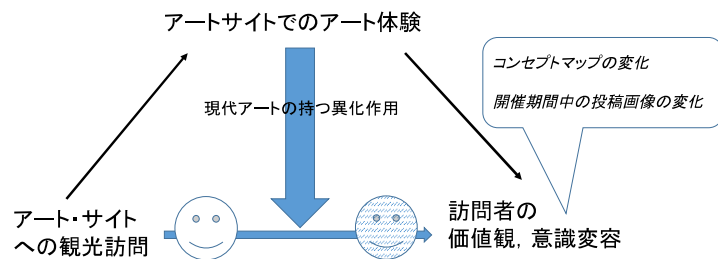 アートサイトでのアート体験
コンセプトマップの変化
開催期間中の投稿画像の変化
現代アートの持つ異化作用
アート・サイト
への観光訪問
訪問者の
価値観，意識変容